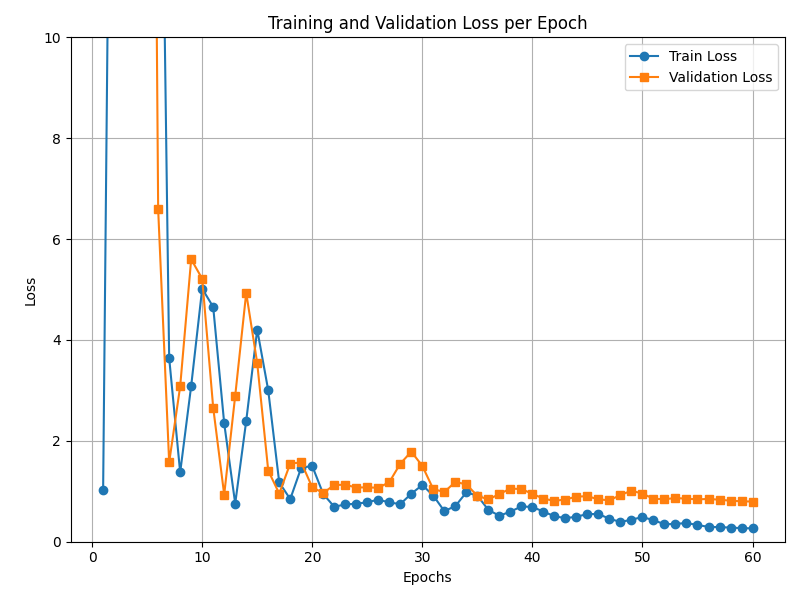 Training and Validation Loss per Epoch
Train Loss
Validation Loss
10
8
6
4
2
0
Loss
0 10 20 30 40 50 60
Epochs